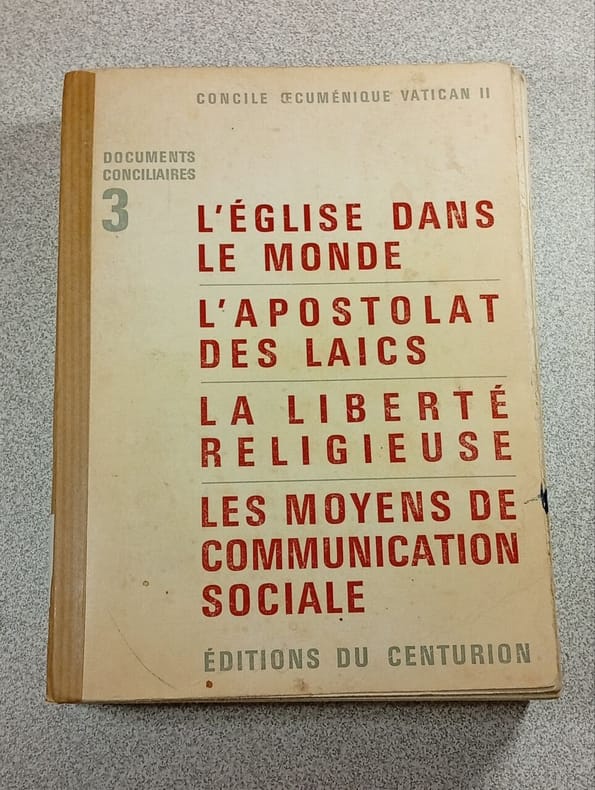 CONCILE ŒCUMÉNIQUE VATICAN II
DOCUMENTS
CONCILIAIRES
3
L'ÉGLISE DANS
LE MONDE
L'APOSTOLAT
DES LAICS
LA LIBERTÉ
RELIGIEUSE
LES MOYENS DE
COMMUNICATION
SOCIALE
ÉDITIONS DU CENTURION